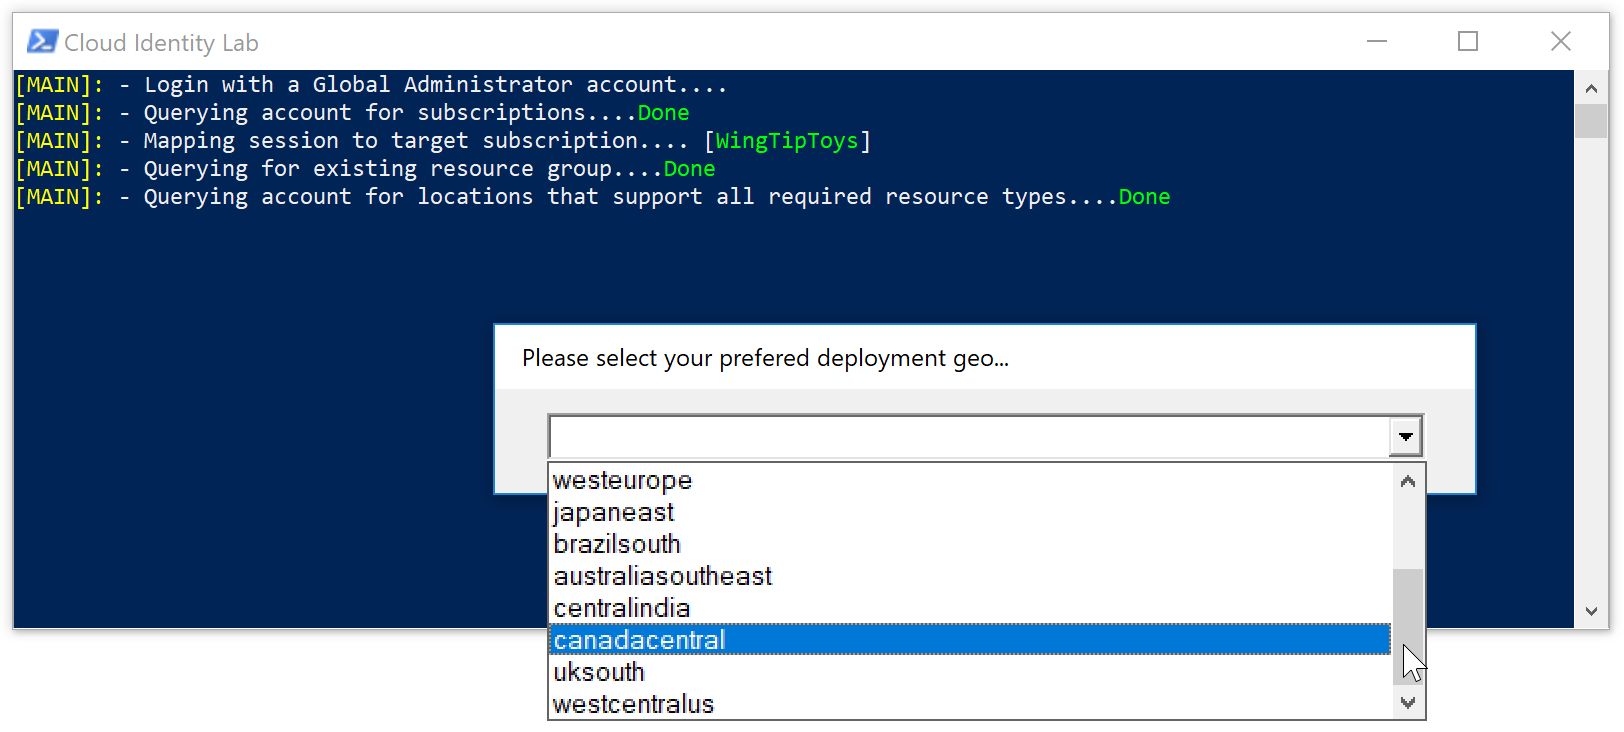 Cloud Identity Lab
[MAIN]: - Login with a Global Administrator account....
[MAIN]: - Querying account for subscriptions....Done
[MAIN]: - Mapping session to target subscription.... [WingTipToys]
[MAIN]: - Querying for existing resource group....Done
[MAIN]: - Querying account for locations that support all required resource types....Done
Please select your prefered deployment geo...
westeurope
japaneast
brazilsouth
australiasoutheast
centralindia
canadacentral
uksouth
westcentralus